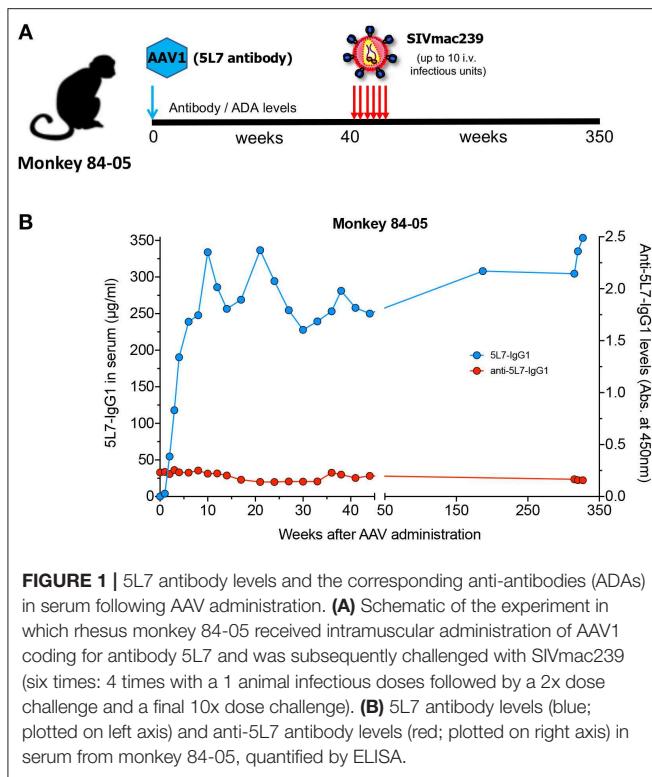 A
AAV1 (5L7 antibody)
SIVmac239
(up to 10 i.v.
infectious units)
Antibody / ADA levels
0 weeks 40 weeks 350
Monkey 84-05
B
Monkey 84-05
5L7-IgG1 in serum (µg/ml)
350
300
250
200
150
100
50
0
2.5
2.0
1.5
1.0
0.5
0.0
Anti-5L7-IgG1
levels (Abs. at 450nm)
5L7-IgG1
anti-5L7-IgG1
0 10 20 30 40 50 150 250 350
Weeks after AAV administration
FIGURE 1 | 5L7 antibody levels and the corresponding anti-antibodies (ADAs)
in serum following AAV administration. (A) Schematic of the experiment in
which rhesus monkey 84-05 received intramuscular administration of AAV1
coding for antibody 5L7 and was subsequently challenged with SIVmac239
(six times: 4 times with a 1 animal infectious doses followed by a 2x dose
challenge and a final 10x dose challenge). (B) 5L7 antibody levels (blue;
plotted on left axis) and anti-5L7 antibody levels (red; plotted on right axis) in
serum from monkey 84-05, quantified by ELISA.